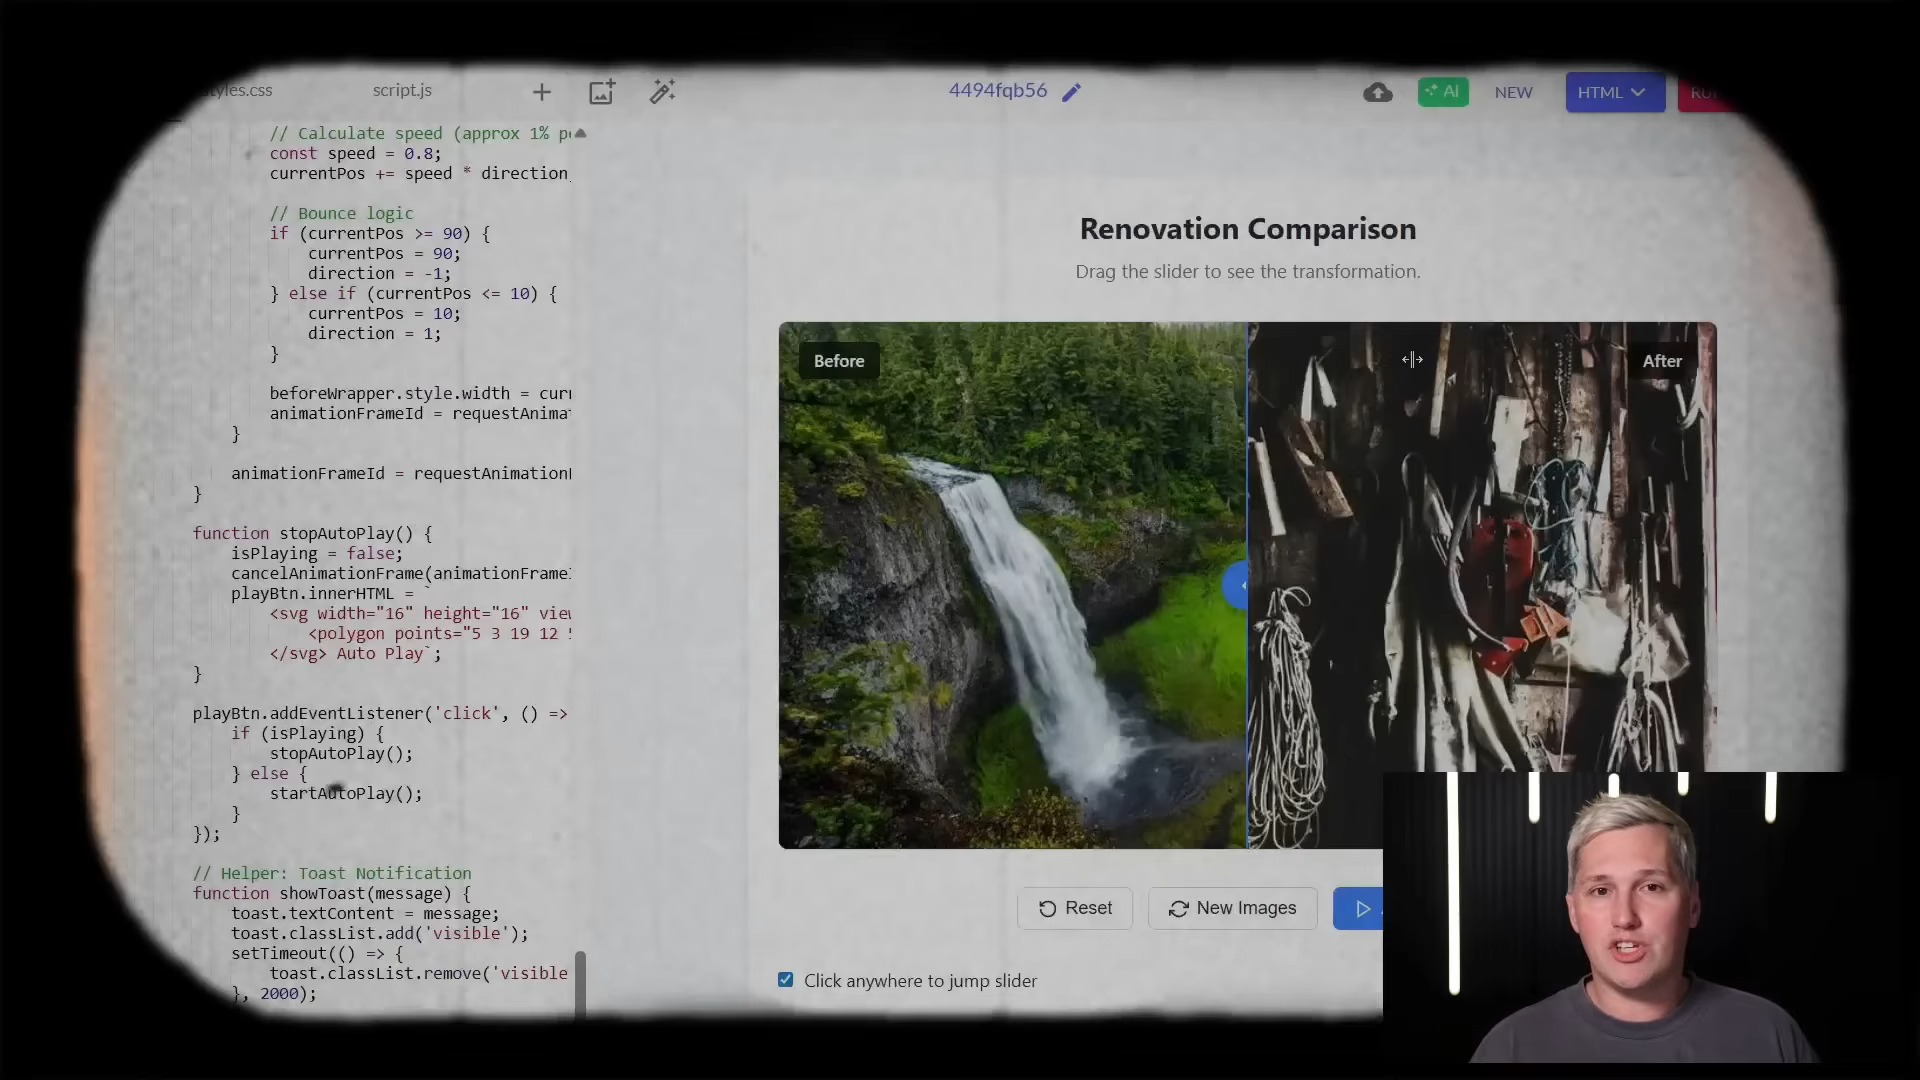 tyles.css
script.js
4494fqb56
AI
NEW
HTML
// Calculate speed (approx 1%
const speed = 0.8;
currentPos += speed * direction
// Bounce logic
if (currentPos >= 90) {
currentPos = 90;
direction = -1;
} else if (currentPos <= 10) {
currentPos = 10;
direction = 1;
}
beforeWrapper.style.width = curr
animationFrameId = requestAnimat
}
animationFrameId = requestAnimation
}
function stopAutoPlay() {
isPlaying = false;
cancelAnimationFrame(animationFrame
playBtn.innerHTML = `
<svg width="16" height="16" view
<polygon points="5 3 19 12
</svg> Auto Play`;
}
playBtn.addEventListener('click', () =>
if (isPlaying) {
stopAutoPlay();
} else {
startAutoPlay();
}
});
// Helper: Toast Notification
function showToast(message) {
toast.textContent = message;
toast.classList.add('visible');
setTimeout(() => {
toast.classList.remove('visible
}, 2000);
Renovation Comparison
Drag the slider to see the transformation.
Before
After
Reset
New Images
Click anywhere to jump slider